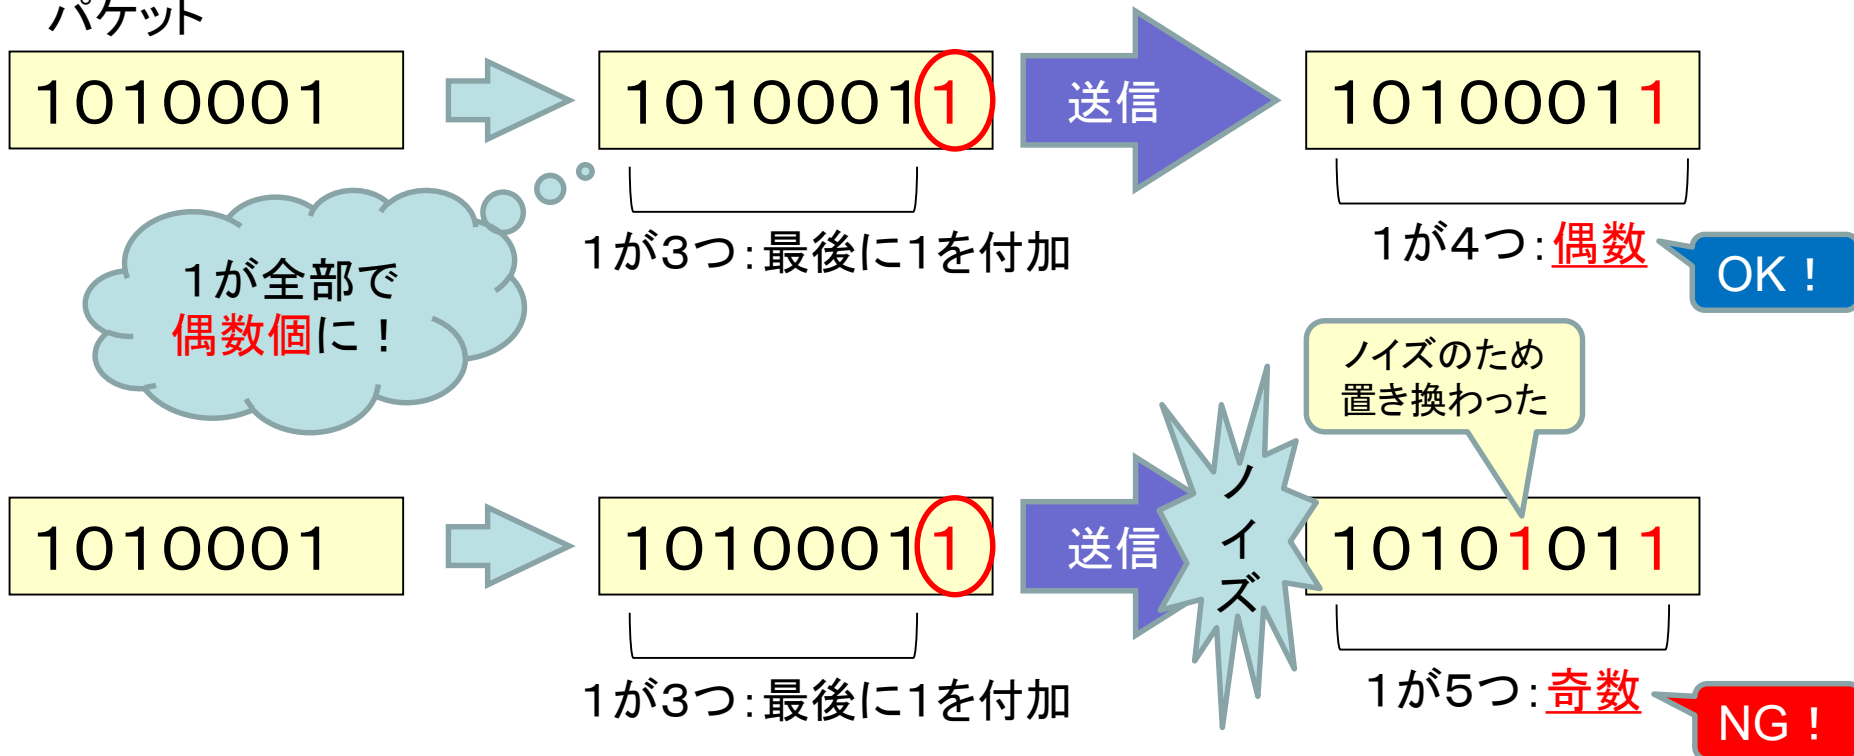 パケット
1010001
10100011
送信
10100011
1が3つ:最後に1を付加
1が4つ:偶数
OK!
1が全部で
偶数個に!
ノイズのため
置き換わった
1010001
10100011
送信
ノイズ
10101011
1が3つ:最後に1を付加
1が5つ:奇数
NG!